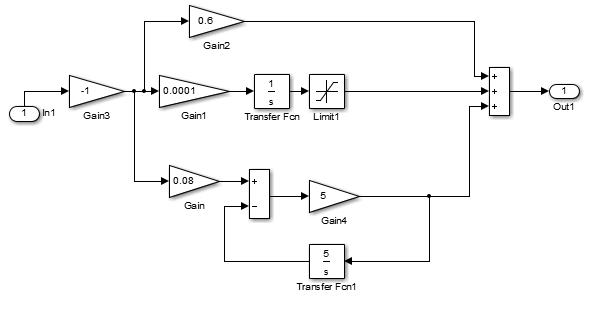 0.6
Gain2
-1
Gain3
0.0001
Gain1
1
s
Transfer Fcn
Limit1
+
+
+
1
Out1
1
In1
0.08
Gain
+
−
5
Gain4
5
s
Transfer Fcn1